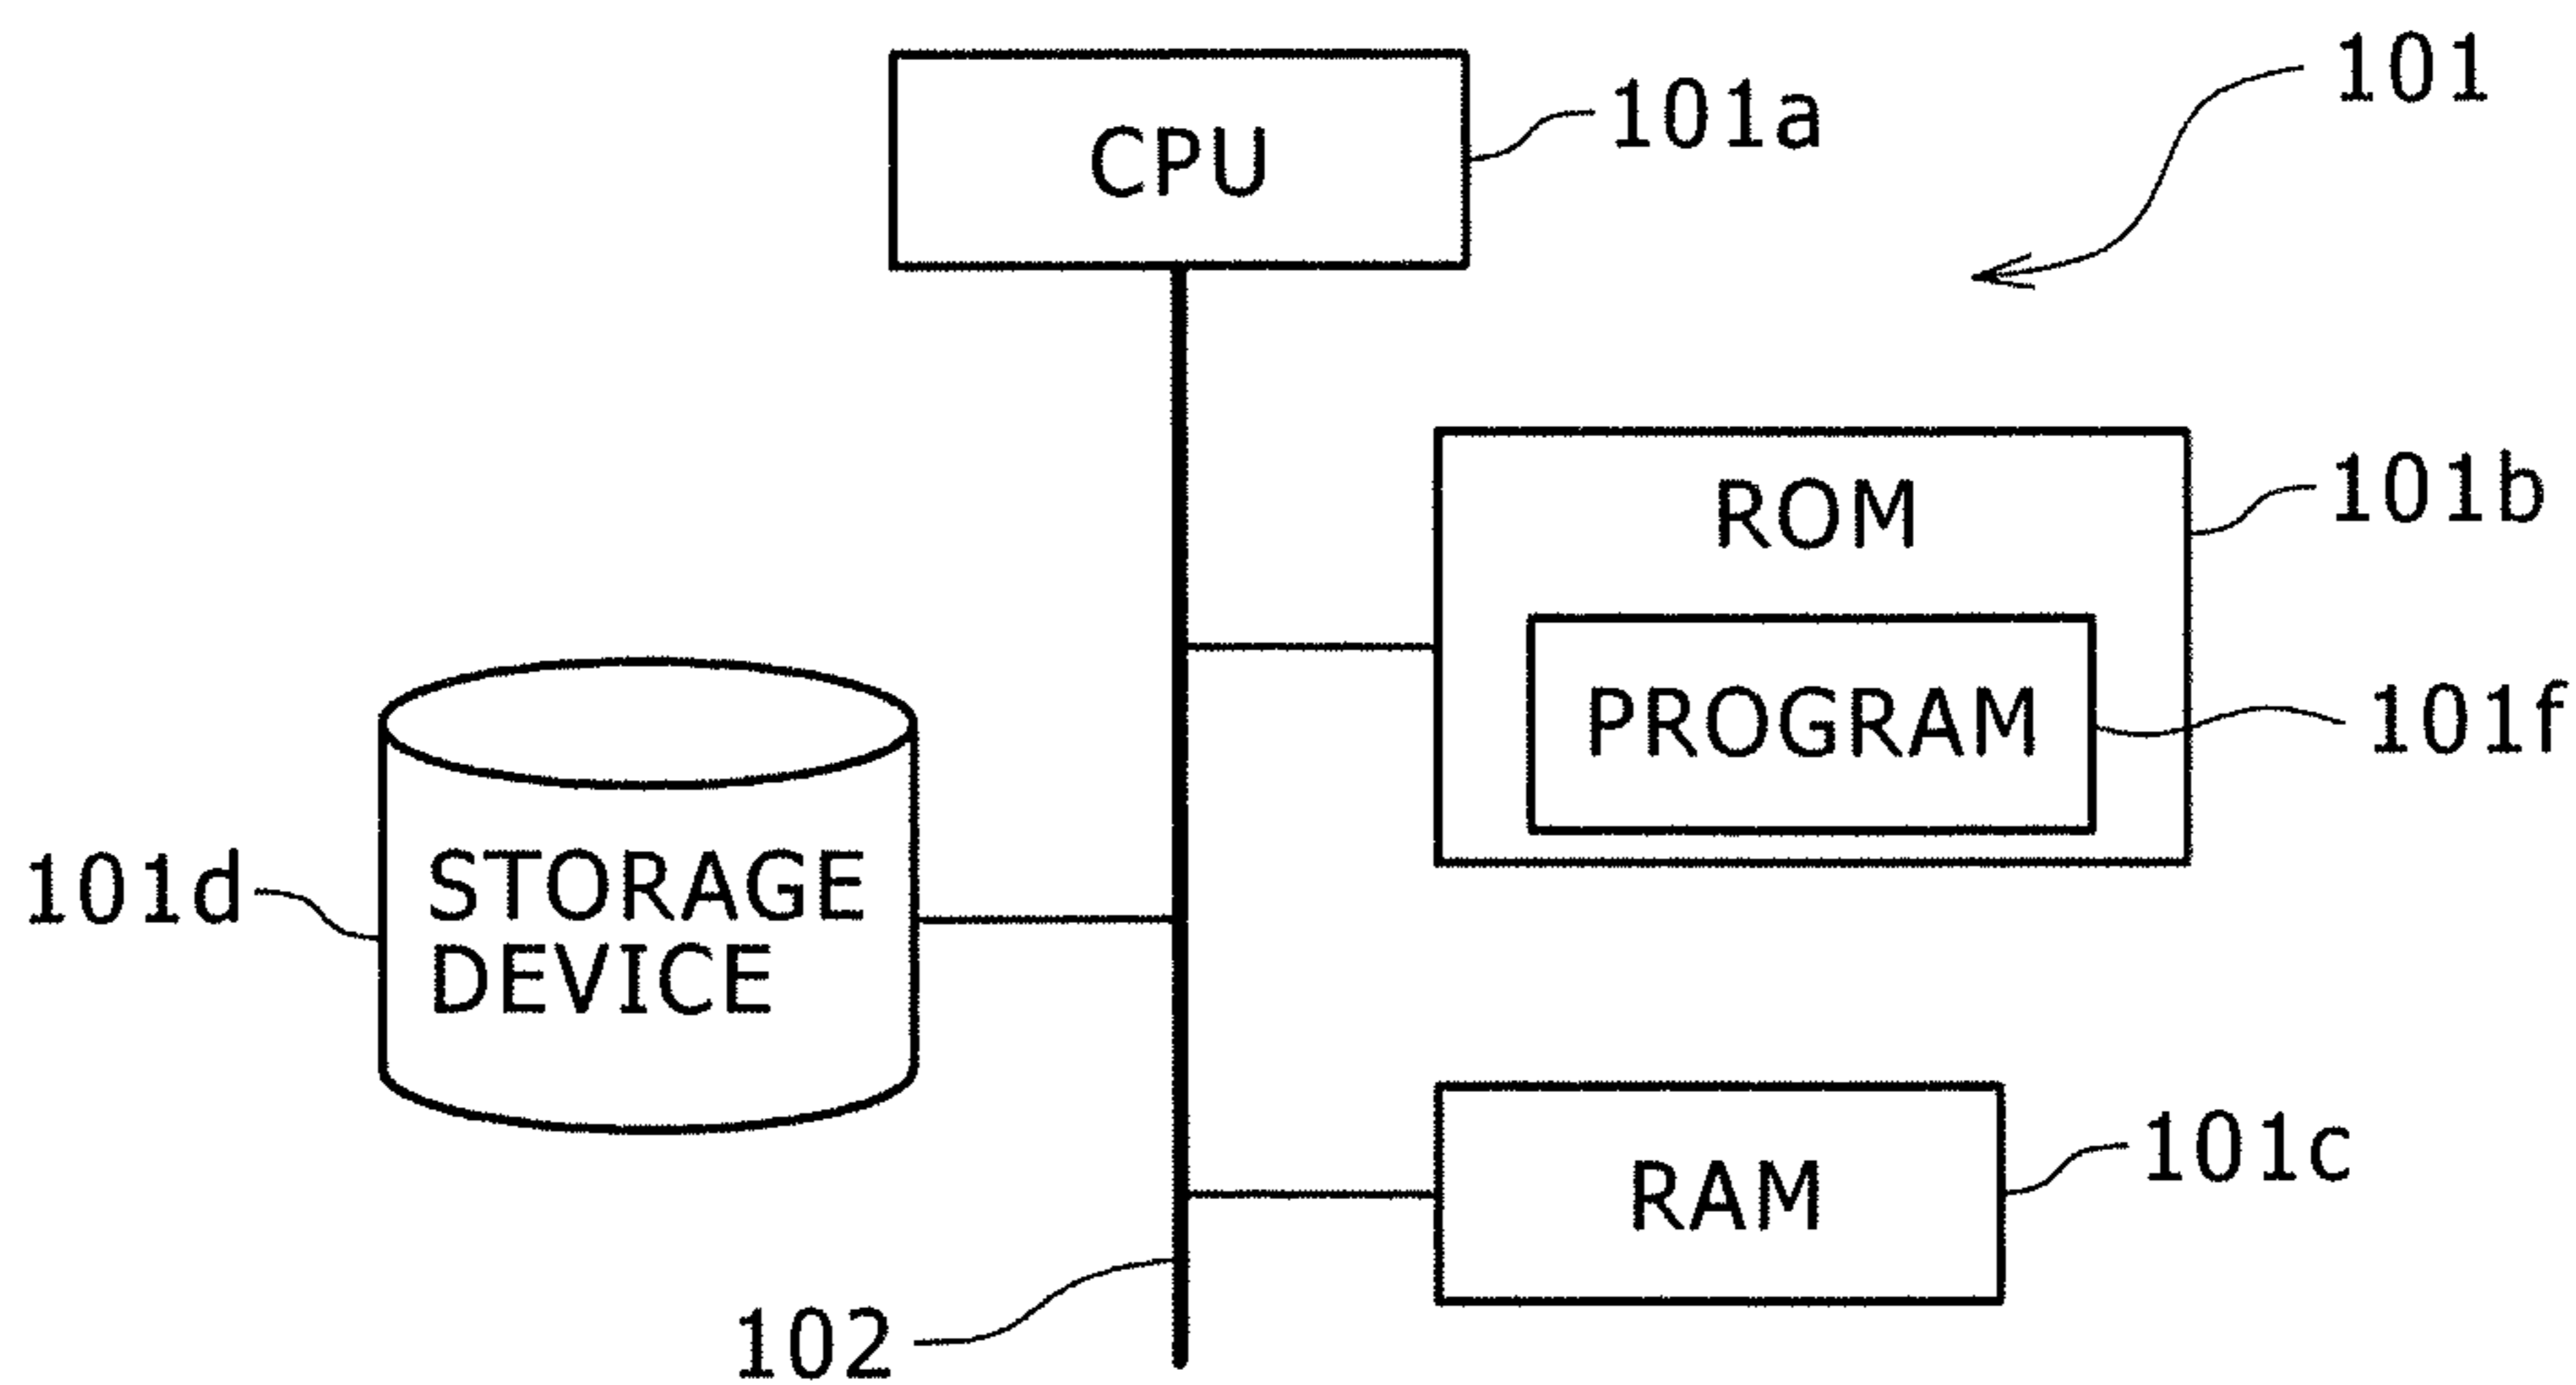 101
CPU
101a
ROM
101b
PROGRAM
101f
STORAGE
DEVICE
101d
RAM
101c
102